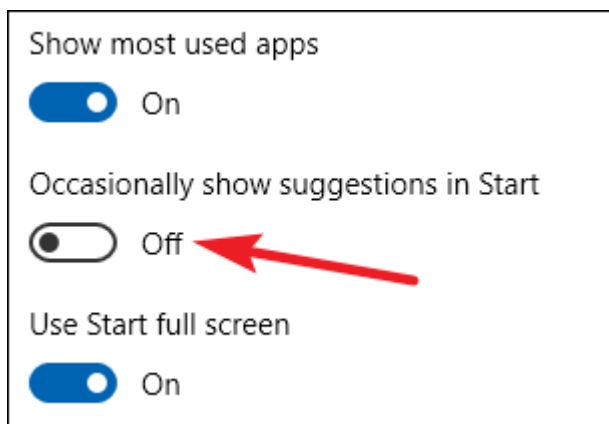 Show most used apps
On
Occasionally show suggestions in Start
Off
Use Start full screen
On